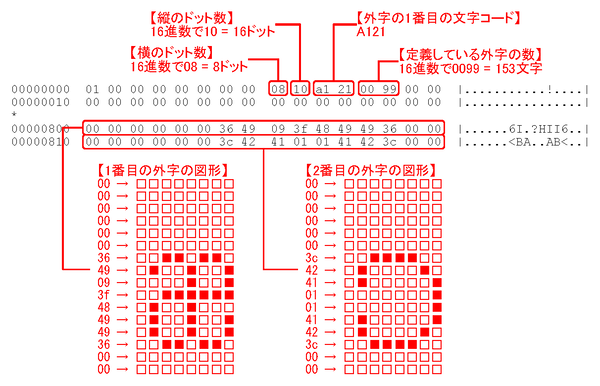 【縦のドット数】
16進数で10 = 16ドット
【外字の1番目の文字コード】
A121
【横のドット数】
16進数で08 = 8ドット
【定義している外字の数】
16進数で0099 = 153文字
00000000 01 00 00 00 00 00 00 00 08 10 a1 21 00 99 00 00 |...........!....|
00000010 00 00 00 00 00 00 00 00 00 00 00 00 00 00 00 00 |................|
*
00000800 00 00 00 00 00 00 36 49 09 3f 48 49 49 36 00 00 |......6I.?HII6..|
00000810 00 00 00 00 00 00 3c 42 41 01 01 41 42 3c 00 00 |......<BA..AB<..|
【1番目の外字の図形】
00 →
00 →
00 →
00 →
00 →
00 →
36 →
49 →
09 →
3f →
48 →
49 →
49 →
36 →
00 →
00 →
【2番目の外字の図形】
00 →
00 →
00 →
00 →
00 →
00 →
3c →
42 →
41 →
01 →
01 →
41 →
42 →
3c →
00 →
00 →